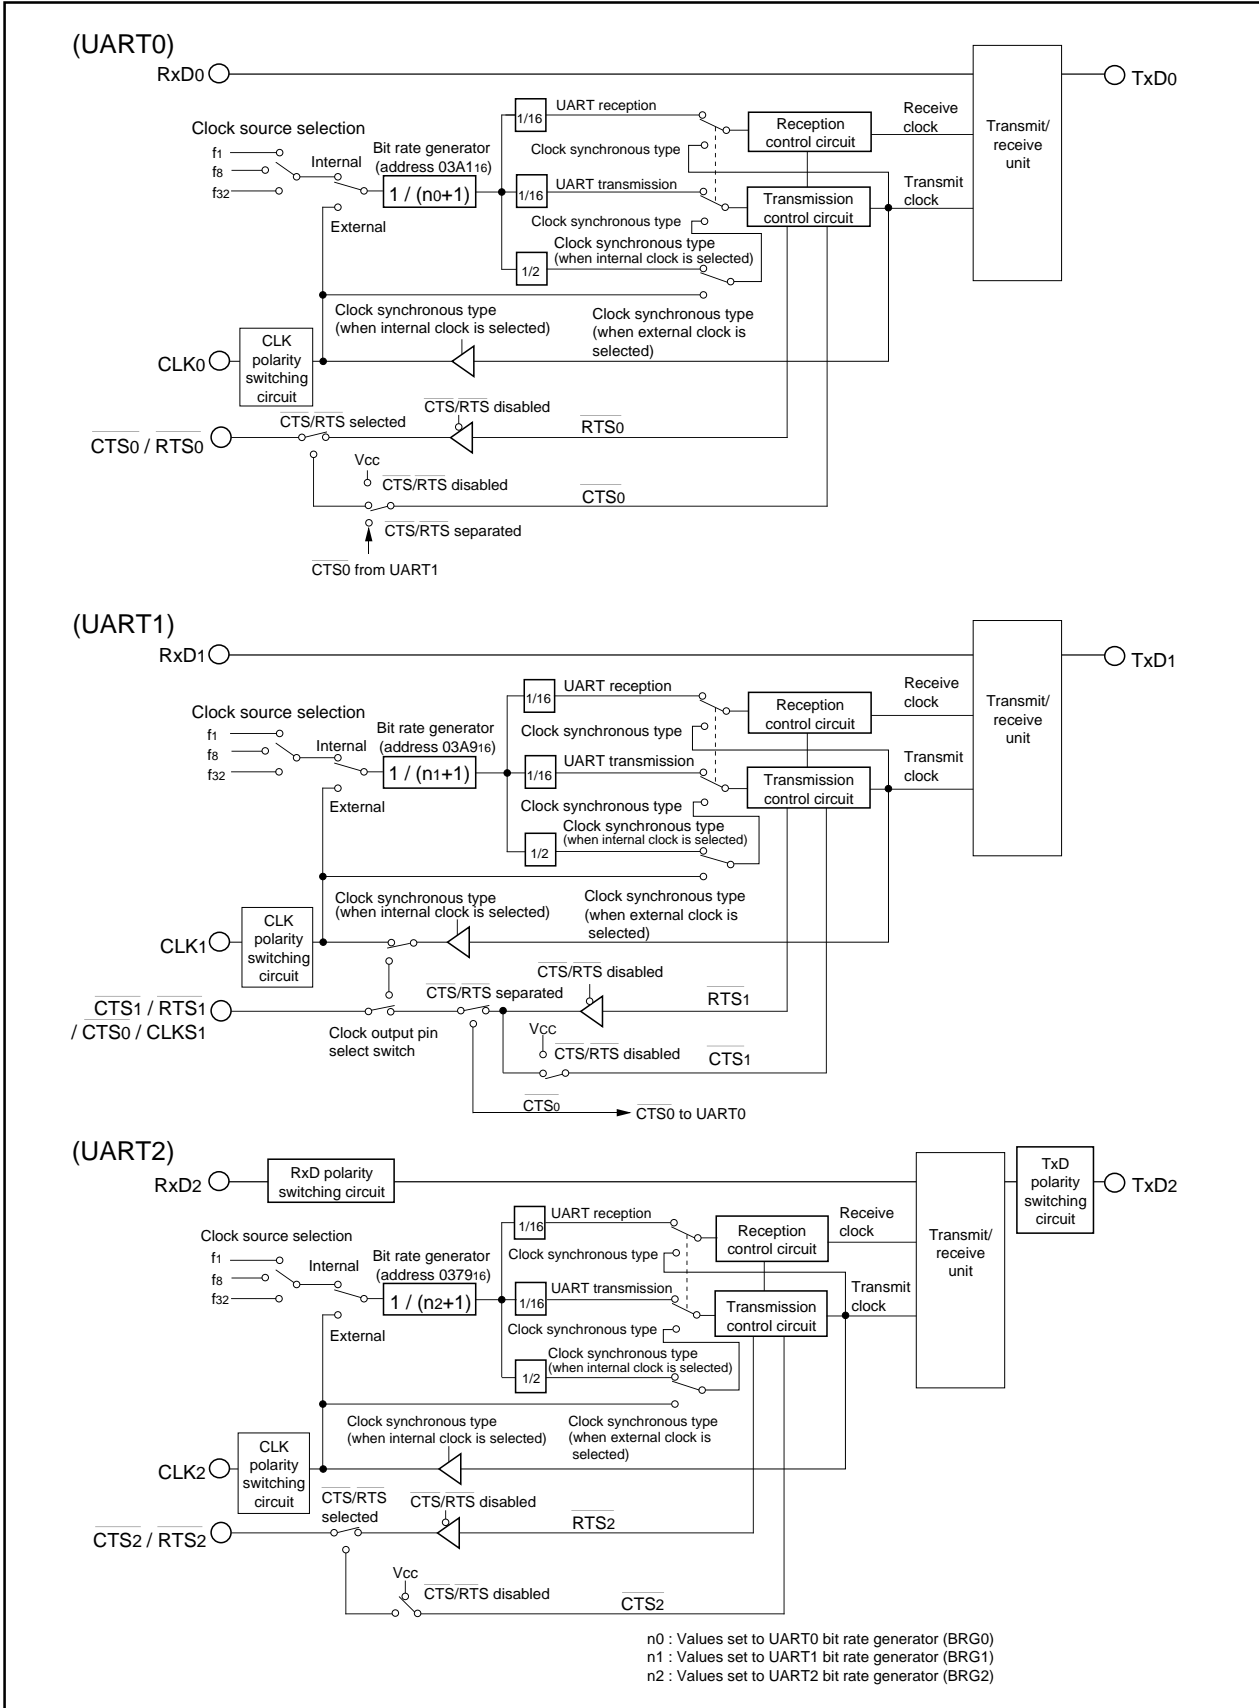 (UART0)
RxD0
TxD0
1/16
UART reception
Reception
control circuit
Receive
clock
Transmit/
receive
unit
Clock source selection
f1
f8
f32
Internal
External
Bit rate generator
(address 03A116)
1 / (n0+1)
Clock synchronous type
1/16
UART transmission
Transmission
control circuit
Transmit
clock
Clock synchronous type
Clock synchronous type
(when internal clock is selected)
1/2
Clock synchronous type
(when internal clock is selected)
Clock synchronous type
(when external clock is
selected)
CLK0
CLK
polarity
switching
circuit
CTS/RTS selected
CTS/RTS disabled
RTS0
CTS0 / RTS0
Vcc
CTS/RTS disabled
CTS0
CTS/RTS separated
CTS0 from UART1
(UART1)
RxD1
TxD1
1/16
UART reception
Reception
control circuit
Receive
clock
Transmit/
receive
unit
Clock source selection
f1
f8
f32
Internal
External
Bit rate generator
(address 03A916)
1 / (n1+1)
Clock synchronous type
1/16
UART transmission
Transmission
control circuit
Transmit
clock
Clock synchronous type
Clock synchronous type
(when internal clock is selected)
1/2
Clock synchronous type
(when internal clock is selected)
Clock synchronous type
(when external clock is
selected)
CLK1
CLK
polarity
switching
circuit
CTS/RTS disabled
CTS/RTS separated
RTS1
CTS1 / RTS1
/ CTS0 / CLKS1
Clock output pin
select switch
VCC
CTS/RTS disabled
CTS1
CTS0
CTS0 to UART0
(UART2)
RxD2
RxD polarity
switching circuit
TxD
polarity
switching
circuit
TxD2
1/16
UART reception
Reception
control circuit
Receive
clock
Transmit/
receive
unit
Clock source selection
f1
f8
f32
Internal
External
Bit rate generator
(address 037916)
1 / (n2+1)
Clock synchronous type
1/16
UART transmission
Transmission
control circuit
Transmit
clock
Clock synchronous type
Clock synchronous type
(when internal clock is selected)
1/2
Clock synchronous type
(when internal clock is selected)
Clock synchronous type
(when external clock is
selected)
CLK2
CLK
polarity
switching
circuit
CTS/RTS
selected
CTS/RTS disabled
RTS2
CTS2 / RTS2
Vcc
CTS/RTS disabled
CTS2
n0 : Values set to UART0 bit rate generator (BRG0)
n1 : Values set to UART1 bit rate generator (BRG1)
n2 : Values set to UART2 bit rate generator (BRG2)